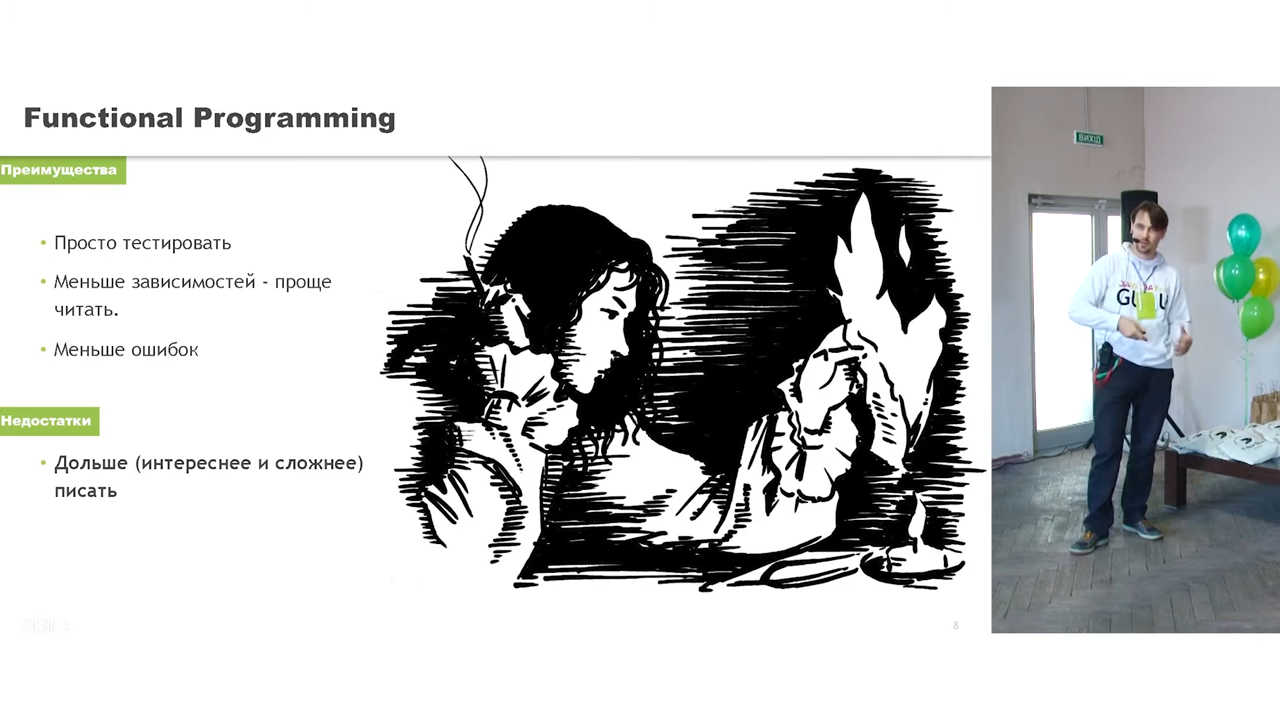 Functional Programming
Преимущества
• Просто тестировать
• Меньше зависимостей - проще
читать.
• Меньше ошибок
Недостатки
• Дольше (интереснее и сложнее)
писать
8
ВИХІД